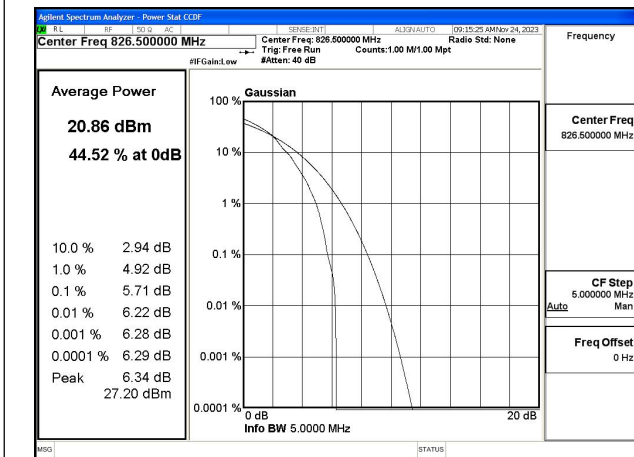 Agilent Spectrum Analyzer - Power Stat CCDF
RL RF 50 Ω AC SENSE:INT ALIGN AUTO 09:15:25 AM Nov 24, 2023
Center Freq 826.500000 MHz
Center Freq: 826.500000 MHz Radio Std: None
Trig: Free Run Counts:1.00 M/1.00 Mpt
#IFGain:Low #Atten: 40 dB
Frequency
Average Power
20.86 dBm
44.52 % at 0dB
10.0 % 2.94 dB
1.0 % 4.92 dB
0.1 % 5.71 dB
0.01 % 6.22 dB
0.001 % 6.28 dB
0.0001 % 6.29 dB
Peak 6.34 dB
27.20 dBm
Gaussian
100 %
10 %
1 %
0.1 %
0.01 %
0.001 %
0.0001 %
0 dB 20 dB
Info BW 5.0000 MHz
Center Freq
826.500000 MHz
CF Step
5.000000 MHz
Auto Man
Freq Offset
0 Hz
MSG STATUS